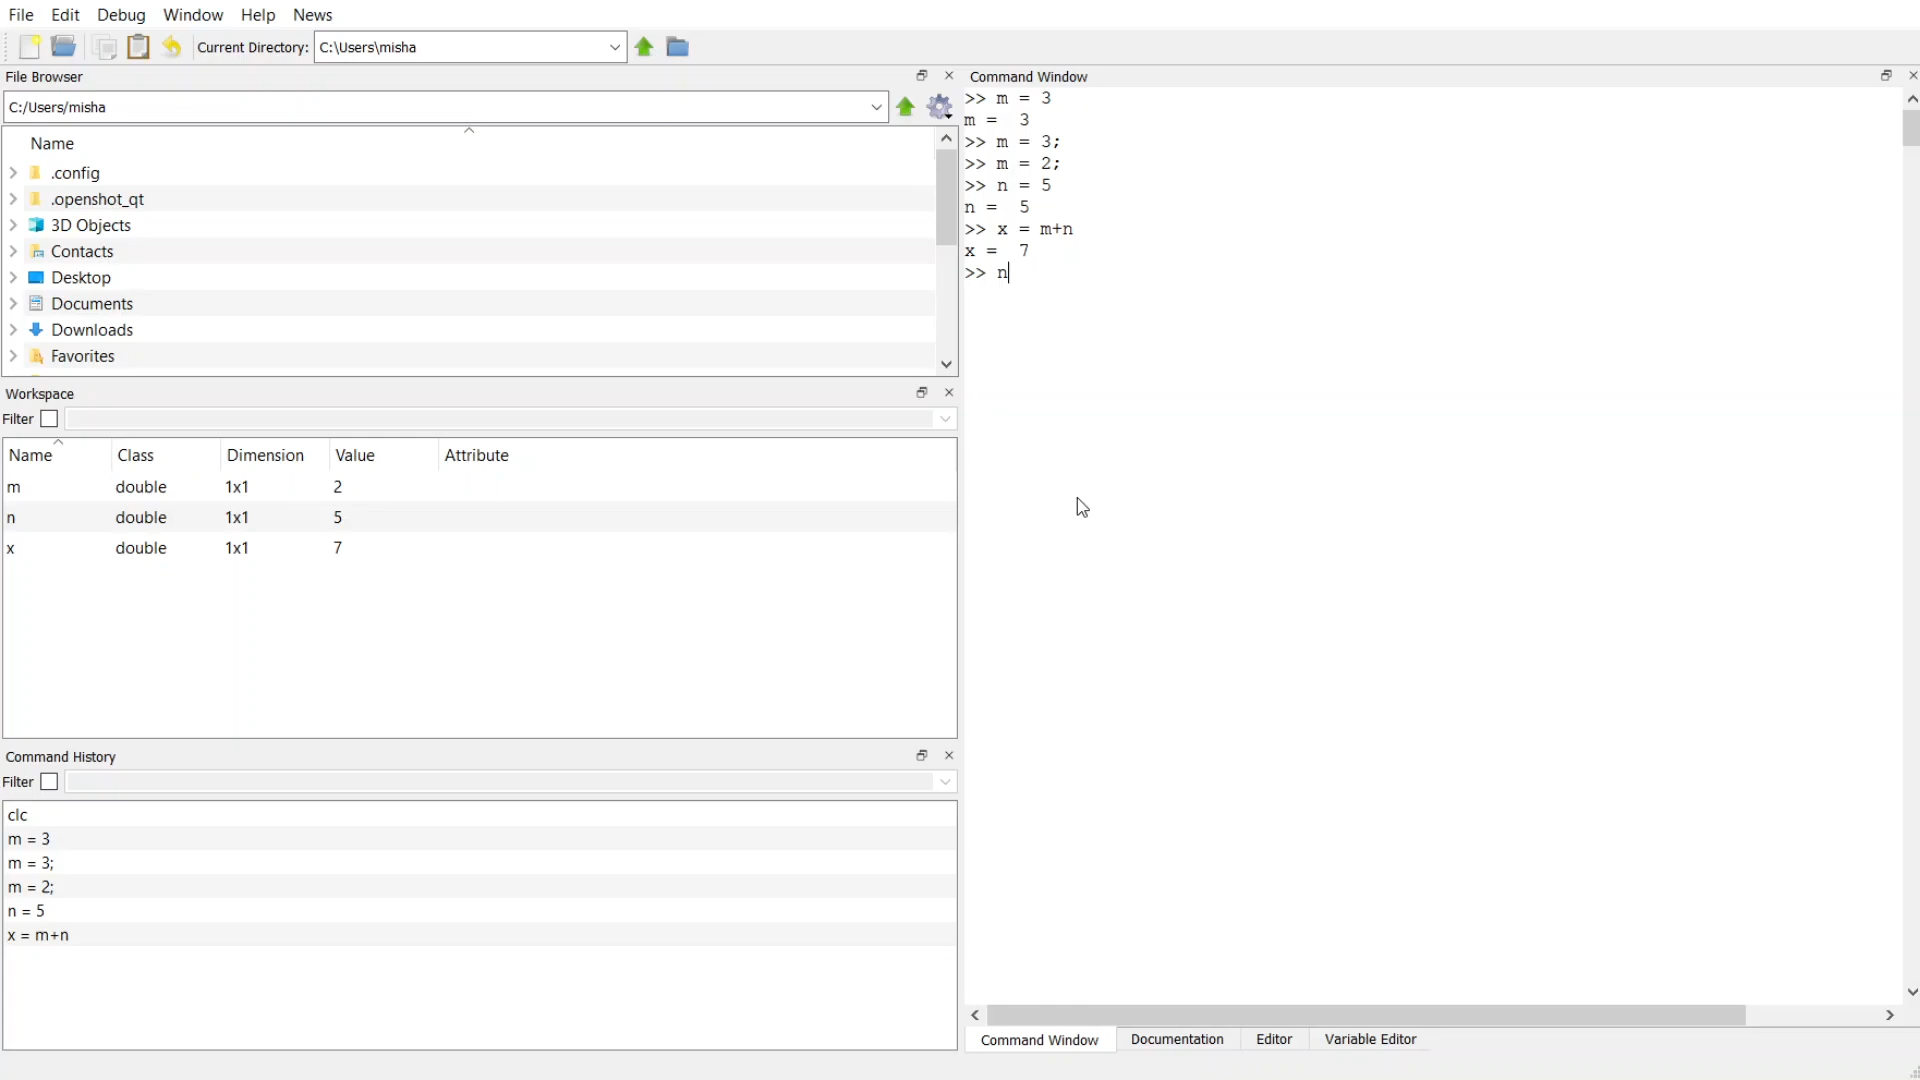 File Edit Debug Window Help News
Current Directory: C:\Users\misha
File Browser
C:/Users/misha
Name
.config
.openshot_qt
3D Objects
Contacts
Desktop
Documents
Downloads
Favorites
Workspace
Filter
Name Class Dimension Value Attribute
m double 1x1 2
n double 1x1 5
x double 1x1 7
Command History
Filter
clc
m = 3
m = 3;
m = 2;
n = 5
x = m+n
Command Window
>> m = 3
m =  3
>> m = 3;
>> m = 2;
>> n = 5
n =  5
>> x = m+n
x =  7
>> n
Command Window Documentation Editor Variable Editor